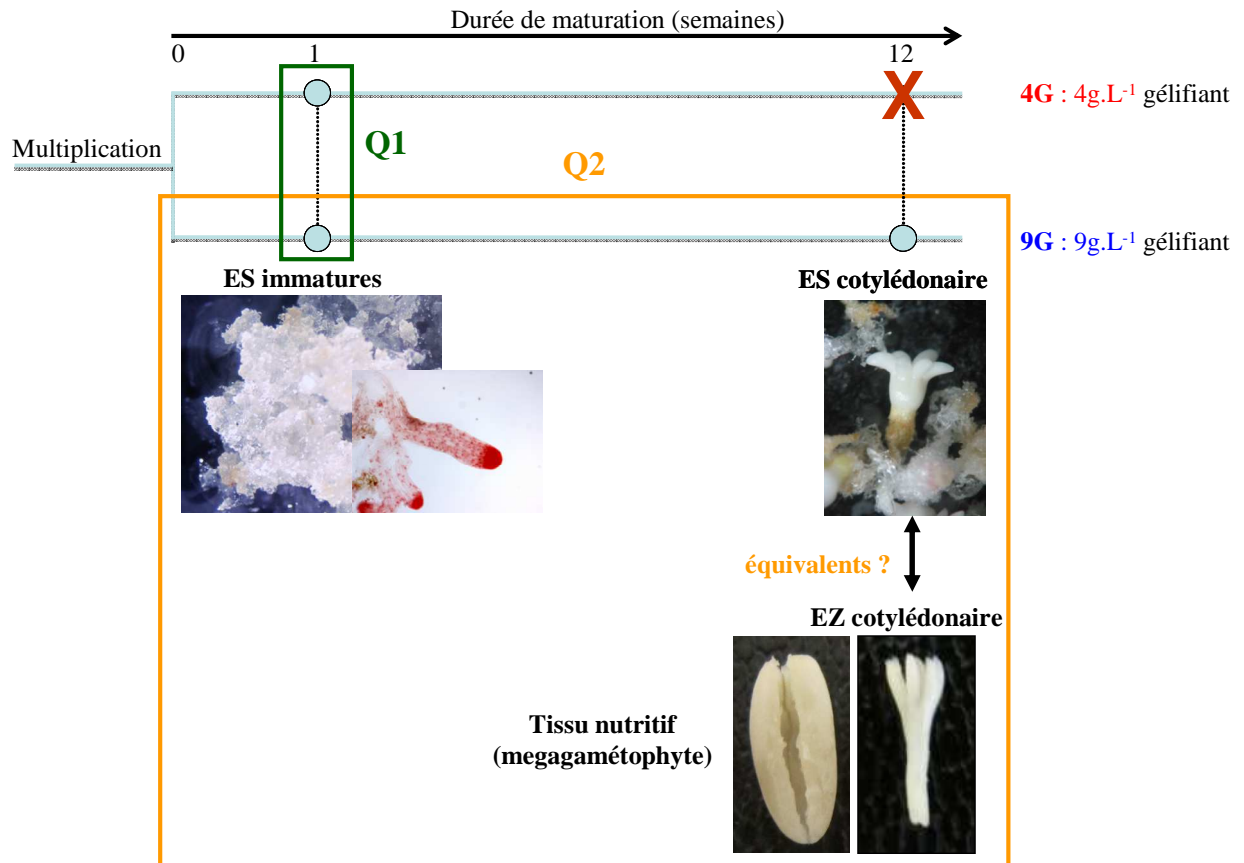 Durée de maturation (semaines)
0
1
12
4G : 4g.L-1 gélifiant
Multiplication
Q1
Q2
9G : 9g.L-1 gélifiant
ES immatures
ES cotylédonaire
équivalents ?
EZ cotylédonaire
Tissu nutritif
(megagamétophyte)